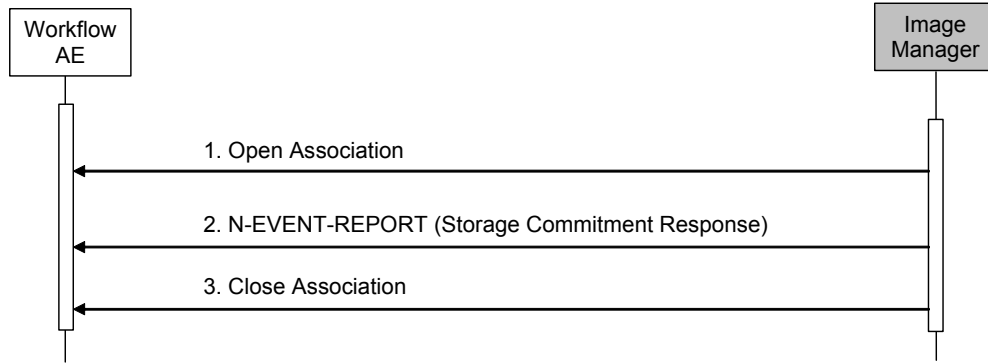 Workflow
AE
Image
Manager
1. Open Association
2. N-EVENT-REPORT (Storage Commitment Response)
3. Close Association